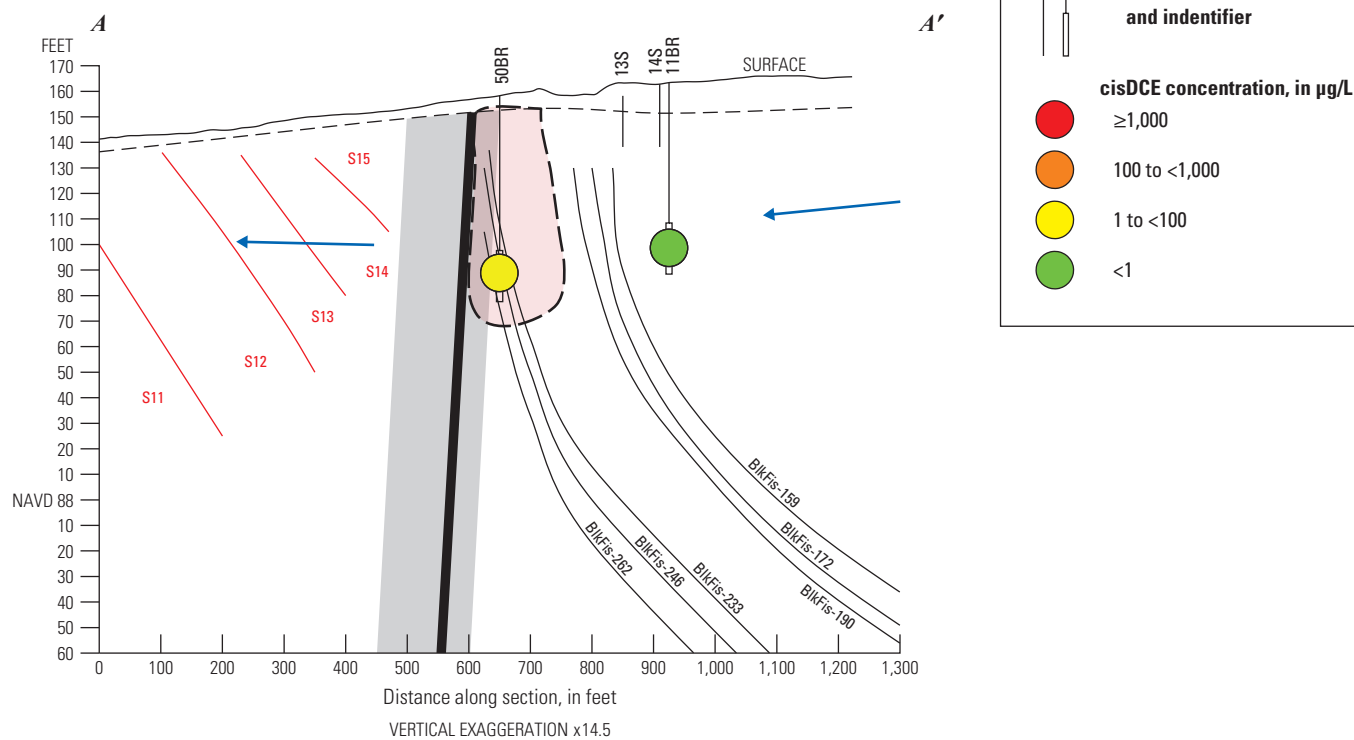 A
A′
FEET
170
160
150
140
130
120
110
100
90
80
70
60
50
40
30
20
10
NAVD 88
10
20
30
40
50
60
50BR
13S
14S
11BR
SURFACE
S15
S14
S13
S12
S11
BlkFis-159
BlkFis-172
BlkFis-190
BlkFis-233
BlkFis-246
BlkFis-262
0 100 200 300 400 500 600 700 800 900 1,000 1,100 1,200 1,300
Distance along section, in feet
VERTICAL EXAGGERATION x14.5
and indentifier
cisDCE concentration, in µg/L
≥1,000
100 to <1,000
1 to <100
<1